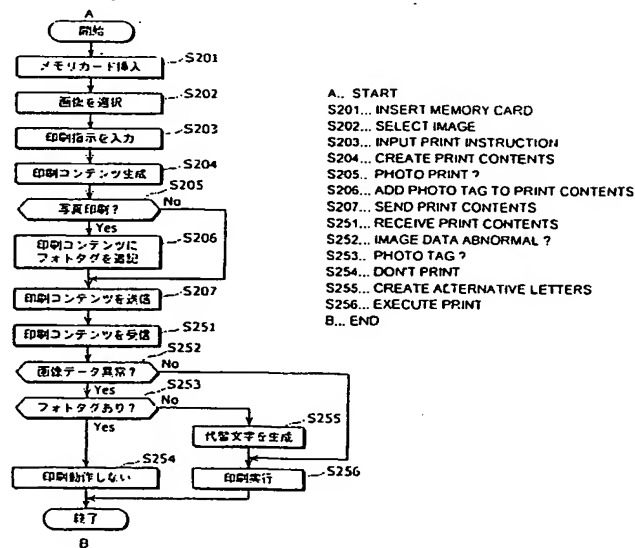 A
開始
メモリカード挿入 S201
画像を選択 S202
印刷指示を入力 S203
印刷コンテンツ生成 S204
S205
写真印刷? No
Yes
印刷コンテンツに
フォトタグを追記 S206
印刷コンテンツを送信 S207
印刷コンテンツを受信 S251
S252
画像データ異常? No
Yes S253
フォトタグあり? No
Yes
S255
代替文字を生成
S254
印刷動作しない
印刷実行 S256
終了
B
A.. START
S201... INSERT MEMORY CARD
S202... SELECT IMAGE
S203... INPUT PRINT INSTRUCTION
S204... CREATE PRINT CONTENTS
S205.. PHOTO PRINT ?
S206... ADD PHOTO TAG TO PRINT CONTENTS
S207... SEND PRINT CONTENTS
S251... RECEIVE PRINT CONTENTS
S252... IMAGE DATA ABNORMAL ?
S253.. PHOTO TAG ?
S254... DON'T PRINT
S255... CREATE ALTERNATIVE LETTERS
S256... EXECUTE PRINT
B... END